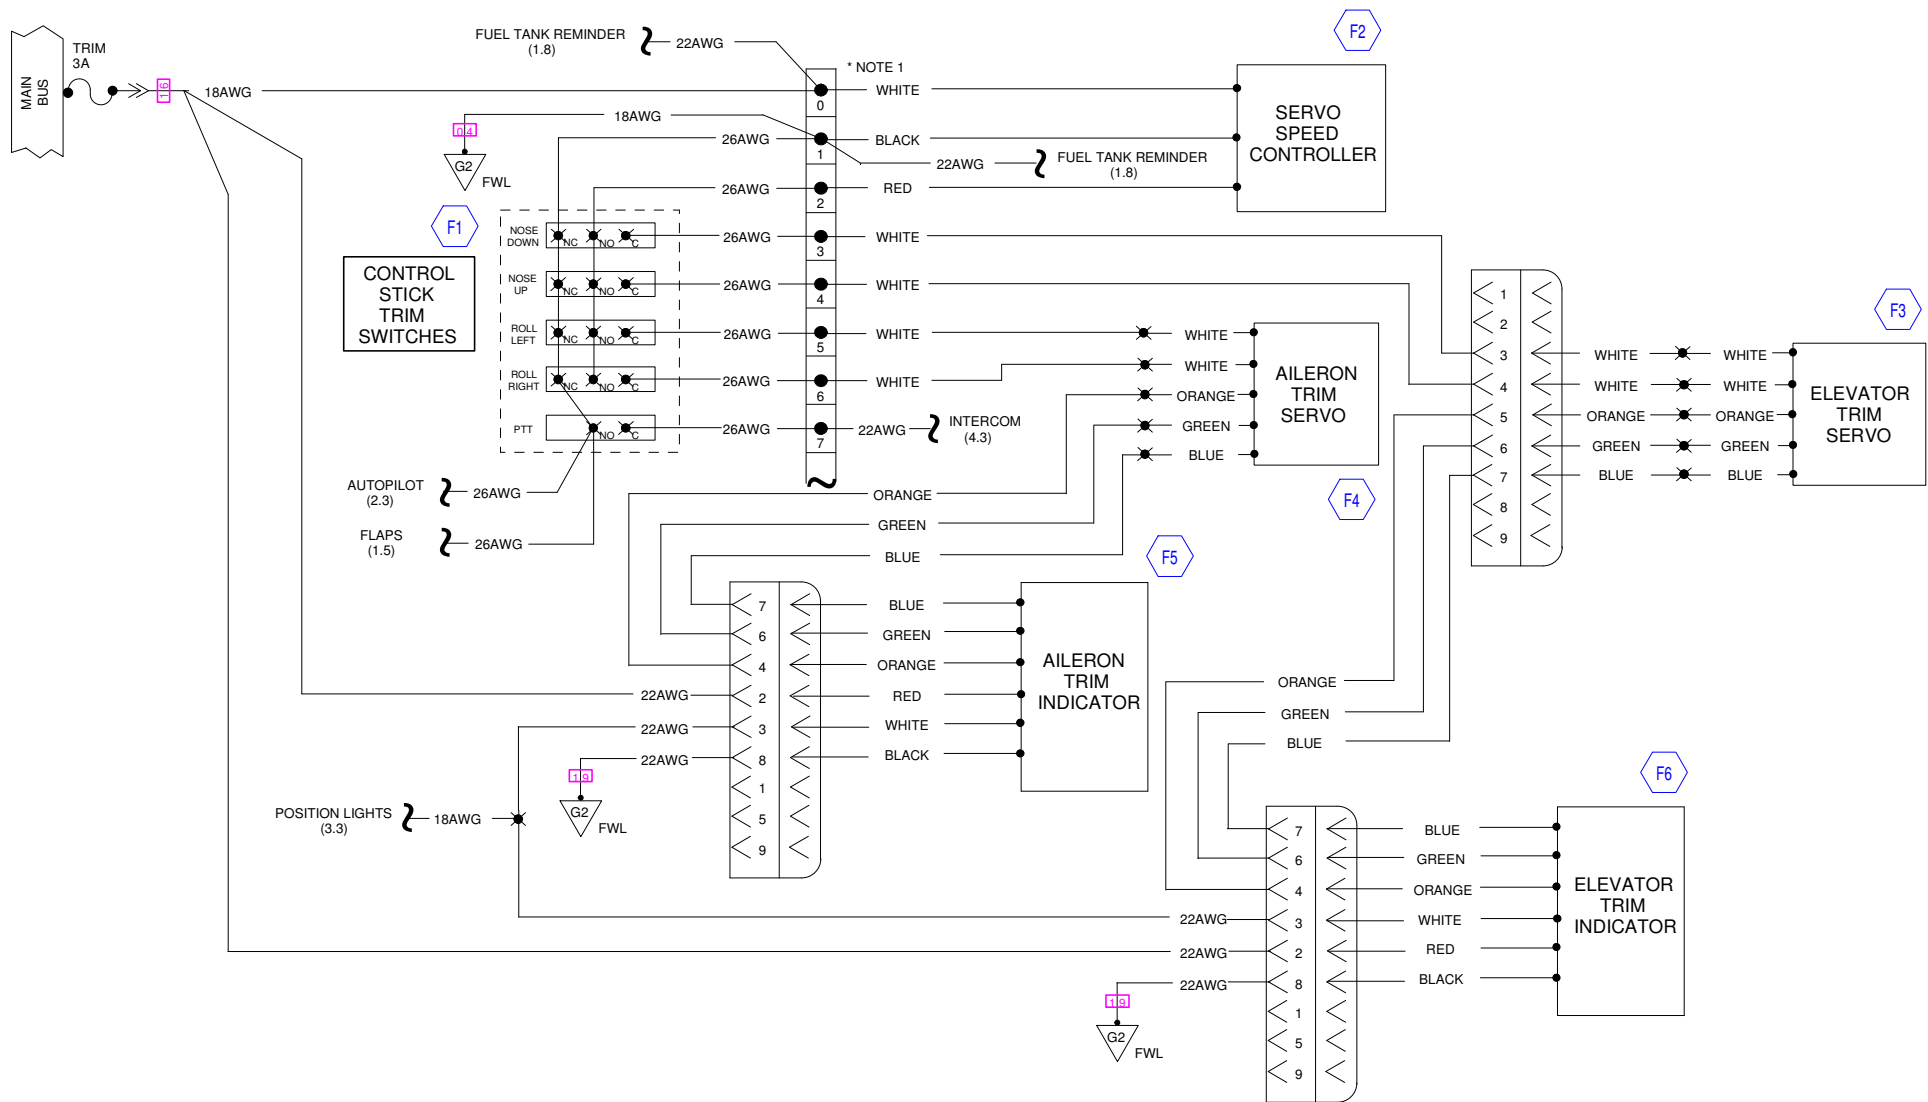 MAIN
BUS
TRIM
3A
1.6
18AWG
FUEL TANK REMINDER
(1.8)
22AWG
* NOTE 1
0
WHITE
F2
SERVO
SPEED
CONTROLLER
18AWG
0.4
G2
FWL
26AWG
1
BLACK
22AWG
FUEL TANK REMINDER
(1.8)
26AWG
2
RED
F1
CONTROL
STICK
TRIM
SWITCHES
NOSE
DOWN
NC
NO
C
26AWG
3
WHITE
NOSE
UP
NC
NO
C
26AWG
4
WHITE
ROLL
LEFT
NC
NO
C
26AWG
5
WHITE
WHITE
ROLL
RIGHT
NC
NO
C
26AWG
6
WHITE
WHITE
PTT
NO
C
26AWG
7
22AWG
INTERCOM
(4.3)
ORANGE
GREEN
BLUE
AILERON
TRIM
SERVO
F4
AUTOPILOT
(2.3)
26AWG
FLAPS
(1.5)
26AWG
ORANGE
GREEN
BLUE
1
2
3
4
5
6
7
8
9
WHITE
WHITE
WHITE
WHITE
ORANGE
ORANGE
GREEN
GREEN
BLUE
BLUE
F3
ELEVATOR
TRIM
SERVO
F5
7
BLUE
6
GREEN
4
ORANGE
22AWG
2
RED
22AWG
3
WHITE
22AWG
8
BLACK
1
5
9
AILERON
TRIM
INDICATOR
1.9
G2
FWL
POSITION LIGHTS
(3.3)
18AWG
ORANGE
GREEN
BLUE
F6
7
BLUE
6
GREEN
4
ORANGE
22AWG
3
WHITE
22AWG
2
RED
22AWG
8
BLACK
1
5
9
ELEVATOR
TRIM
INDICATOR
1.9
G2
FWL